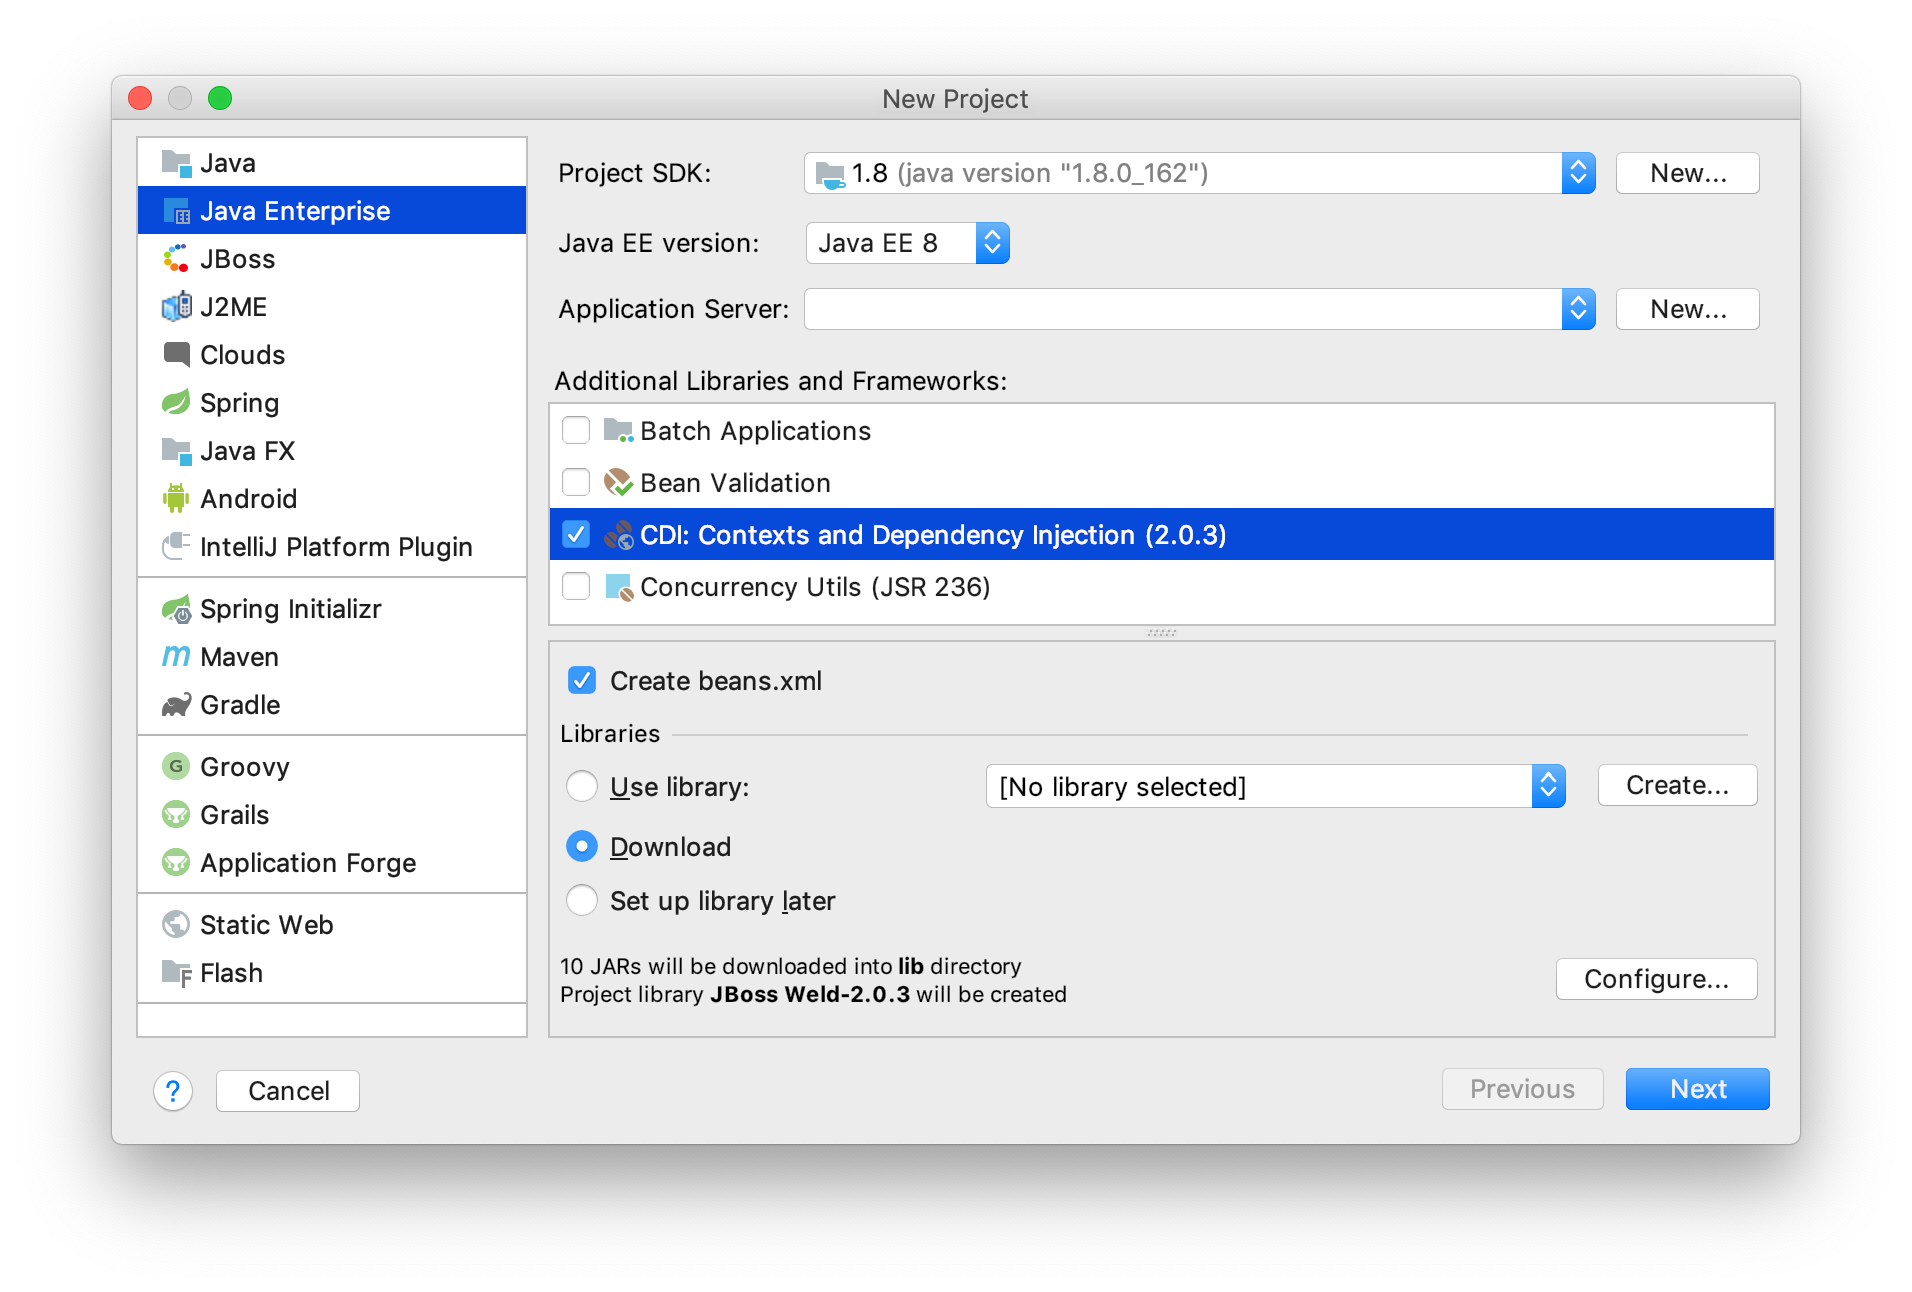 New Project
Java
Java Enterprise
JBoss
J2ME
Clouds
Spring
Java FX
Android
IntelliJ Platform Plugin
Spring Initializr
Maven
Gradle
Groovy
Grails
Application Forge
Static Web
Flash
Project SDK: 1.8 (java version "1.8.0_162") New...
Java EE version: Java EE 8
Application Server: New...
Additional Libraries and Frameworks:
Batch Applications
Bean Validation
CDI: Contexts and Dependency Injection (2.0.3)
Concurrency Utils (JSR 236)
Create beans.xml
Libraries
Use library: [No library selected] Create...
Download
Set up library later
10 JARs will be downloaded into lib directory
Project library JBoss Weld-2.0.3 will be created
Configure...
? Cancel Previous Next